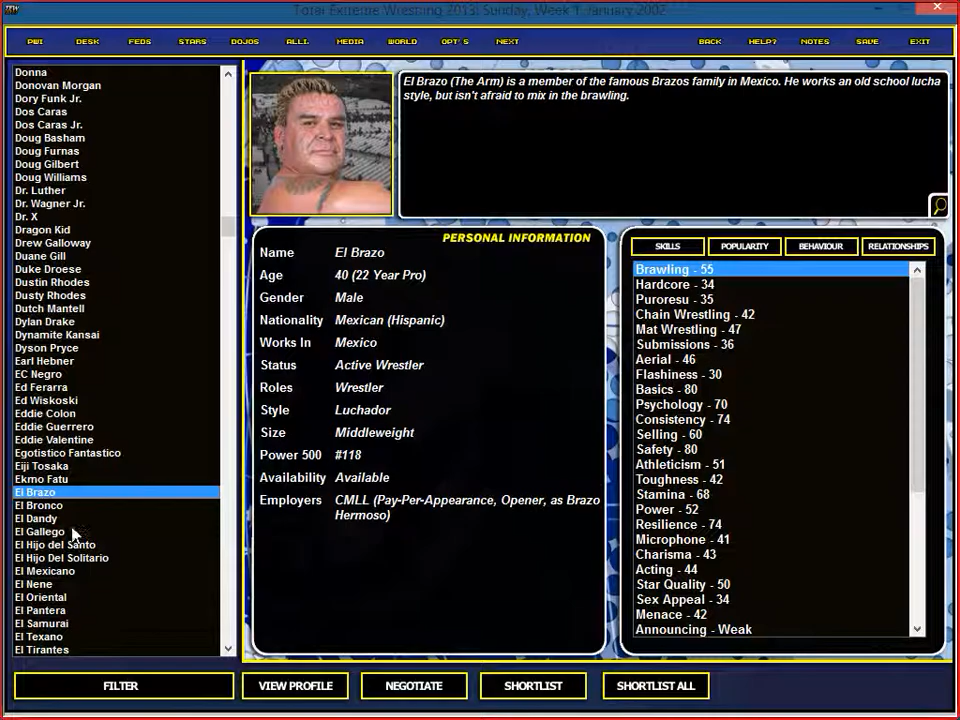 TEW
Total Extreme Wrestling 2013: Sunday, Week 1, January 2002
PWI
DESK
FEDS
STARS
DOJOS
ALLI.
MEDIA
WORLD
OPT'S
NEXT
BACK
HELP?
NOTES
SAVE
EXIT
Donna
Donovan Morgan
Dory Funk Jr.
Dos Caras
Dos Caras Jr.
Doug Basham
Doug Furnas
Doug Gilbert
Doug Williams
Dr. Luther
Dr. Wagner Jr.
Dr. X
Dragon Kid
Drew Galloway
Duane Gill
Duke Droese
Dustin Rhodes
Dusty Rhodes
Dutch Mantell
Dylan Drake
Dynamite Kansai
Dyson Pryce
Earl Hebner
EC Negro
Ed Ferarra
Ed Wiskoski
Eddie Colon
Eddie Guerrero
Eddie Valentine
Egotistico Fantastico
Eiji Tosaka
Ekmo Fatu
El Brazo
El Bronco
El Dandy
El Gallego
El Hijo del Santo
El Hijo Del Solitario
El Mexicano
El Nene
El Oriental
El Pantera
El Samurai
El Texano
El Tirantes
El Brazo (The Arm) is a member of the famous Brazos family in Mexico. He works an old school lucha
style, but isn't afraid to mix in the brawling.
PERSONAL INFORMATION
Name El Brazo
Age 40 (22 Year Pro)
Gender Male
Nationality Mexican (Hispanic)
Works In Mexico
Status Active Wrestler
Roles Wrestler
Style Luchador
Size Middleweight
Power 500 #118
Availability Available
Employers CMLL (Pay-Per-Appearance, Opener, as Brazo
Hermoso)
SKILLS
POPULARITY
BEHAVIOUR
RELATIONSHIPS
Brawling - 55
Hardcore - 34
Puroresu - 35
Chain Wrestling - 42
Mat Wrestling - 47
Submissions - 36
Aerial - 46
Flashiness - 30
Basics - 80
Psychology - 70
Consistency - 74
Selling - 60
Safety - 80
Athleticism - 51
Toughness - 42
Stamina - 68
Power - 52
Resilience - 74
Microphone - 41
Charisma - 43
Acting - 44
Star Quality - 50
Sex Appeal - 34
Menace - 42
Announcing - Weak
FILTER
VIEW PROFILE
NEGOTIATE
SHORTLIST
SHORTLIST ALL